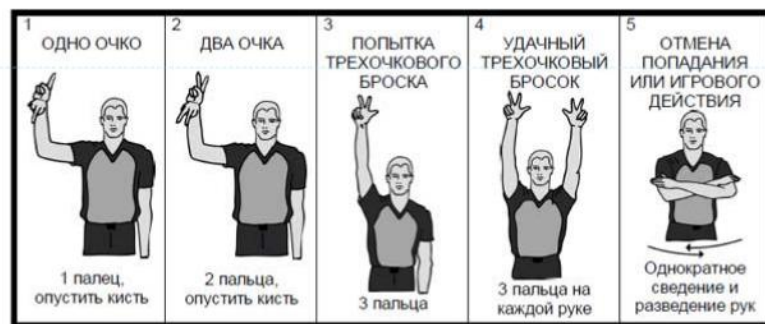 1
ОДНО ОЧКО
1 палец,
опустить кисть
2
ДВА ОЧКА
2 пальца,
опустить кисть
3
ПОПЫТКА
ТРЕХОЧКОВОГО
БРОСКА
3 пальца
4
УДАЧНЫЙ
ТРЕХОЧКОВЫЙ
БРОСОК
3 пальца на
каждой руке
5
ОТМЕНА
ПОПАДАНИЯ
ИЛИ ИГРОВОГО
ДЕЙСТВИЯ
Однократное
сведение и
разведение рук